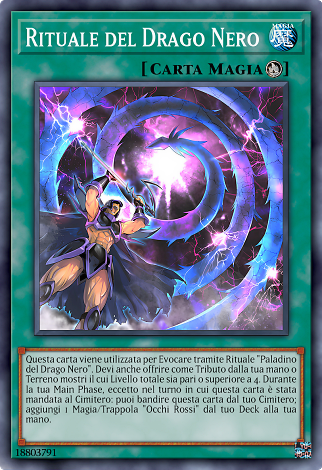 Rituale del Drago Nero
MAGIA
[Carta Magia]
Questa carta viene utilizzata per Evocare tramite Rituale "Paladino
del Drago Nero". Devi anche offrire come Tributo dalla tua mano o
Terreno mostri il cui Livello totale sia pari o superiore a 4. Durante
la tua Main Phase, eccetto nel turno in cui questa carta è stata
mandata al Cimitero: puoi bandire questa carta dal tuo Cimitero;
aggiungi 1 Magia/Trappola "Occhi Rossi" dal tuo Deck alla tua
mano.
18803791